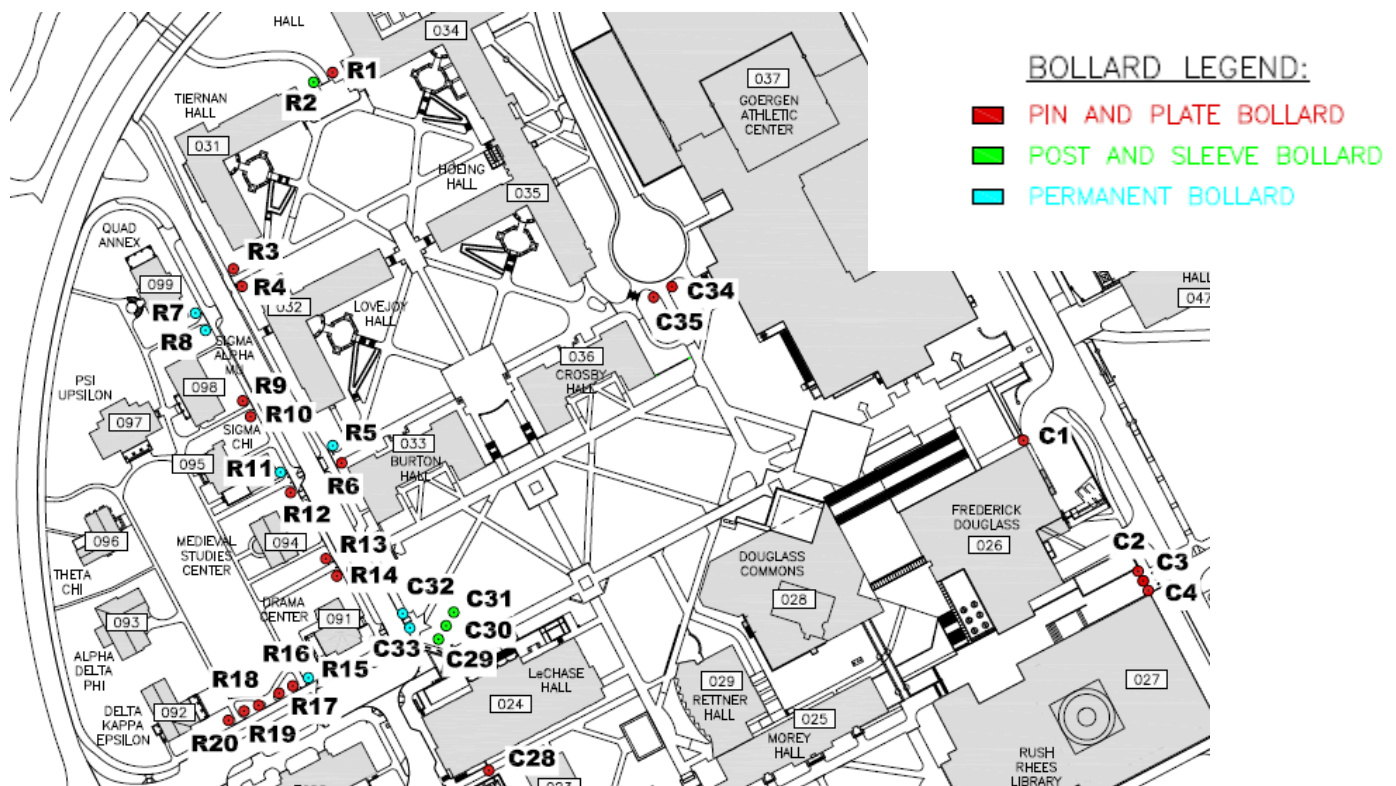 HALL
034
R1
R2
TIERNAN
HALL
031
037
GOERGEN
ATHLETIC
CENTER
BOLLARD LEGEND:
PIN AND PLATE BOLLARD
POST AND SLEEVE BOLLARD
PERMANENT BOLLARD
HOEING
HALL
035
QUAD
ANNEX
099
R3
R4
032
LOVEJOY
HALL
C34
C35
HALL
047
R7
R8
SIGMA
ALPHA
MU
098
036
CROSBY
HALL
PSI
UPSILON
097
R9
R10
SIGMA
CHI
095
R5
033
BURTON
HALL
R6
R11
R12
C1
FREDERICK
DOUGLASS
026
096
THETA
CHI
MEDIEVAL
STUDIES
CENTER
094
R13
R14
DOUGLASS
COMMONS
028
C2
C3
C4
093
ALPHA
DELTA
PHI
DRAMA
CENTER
091
C32
C31
C30
C33
C29
R16
R15
R18
R17
R19
R20
092
DELTA
KAPPA
EPSILON
LeCHASE
HALL
024
029
RETTNER
HALL
025
MOREY
HALL
027
RUSH
RHEES
LIBRARY
C28